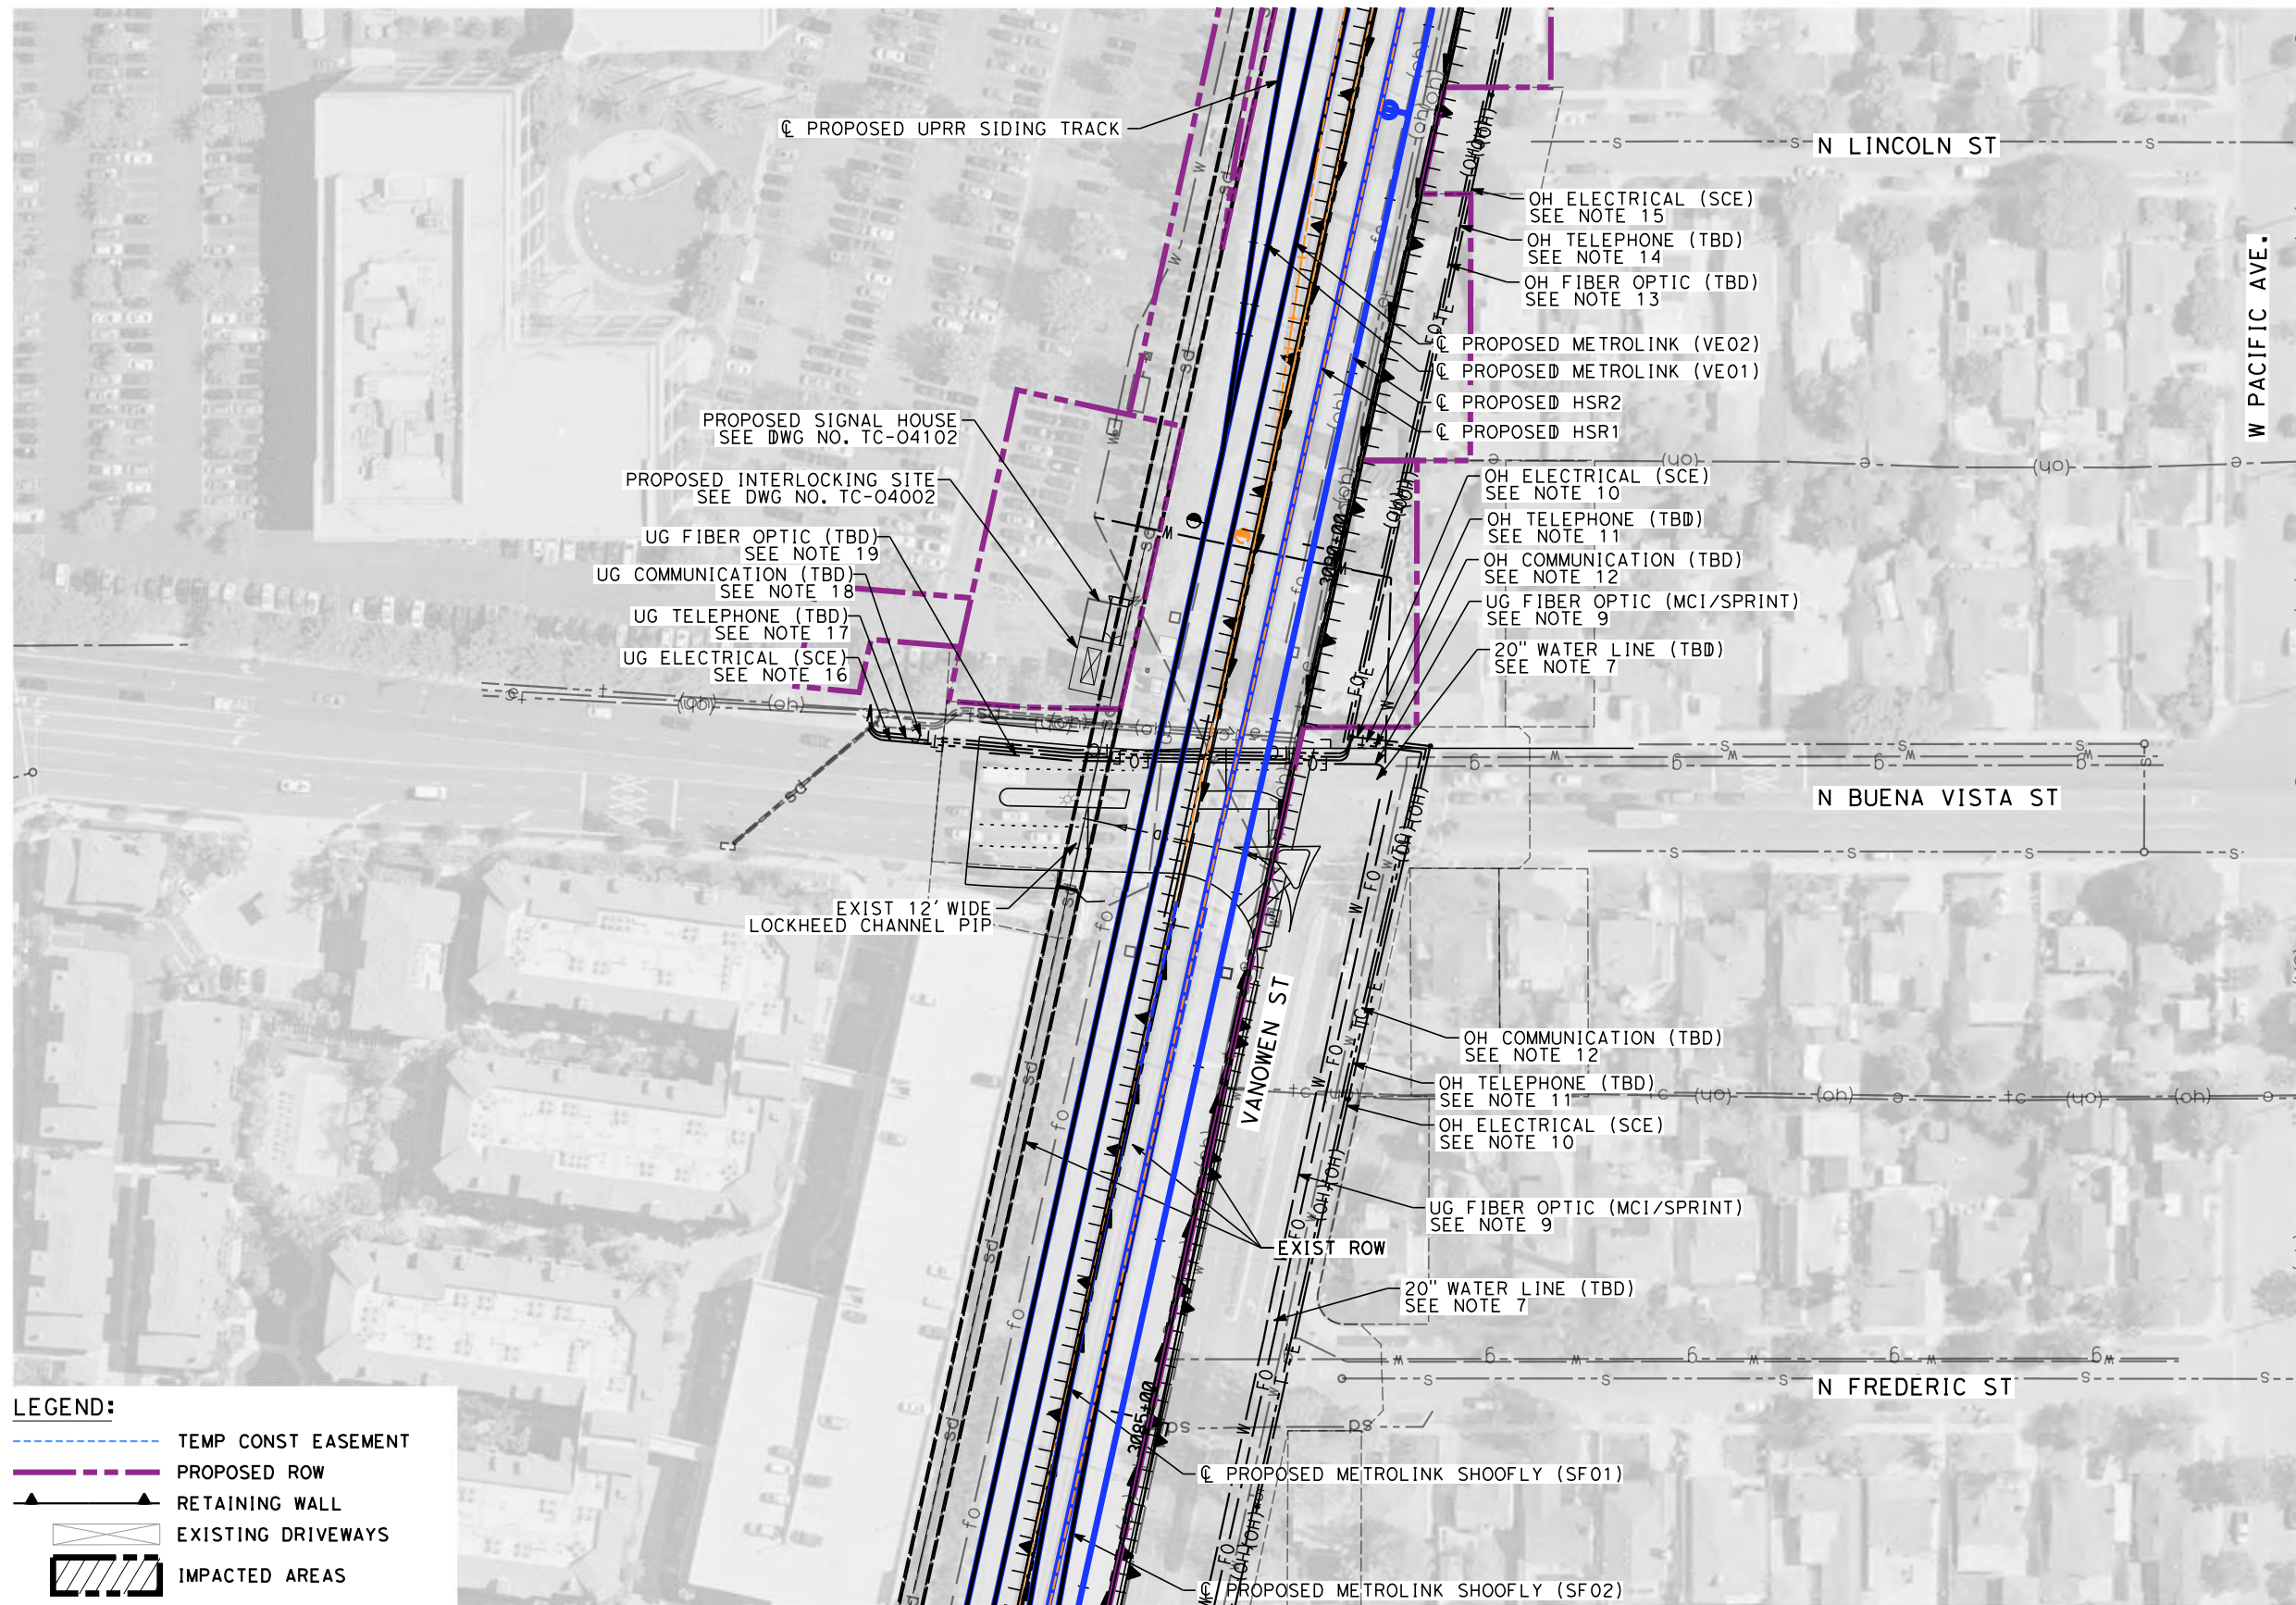 ℄ PROPOSED UPRR SIDING TRACK
N LINCOLN ST
OH ELECTRICAL (SCE)
SEE NOTE 15
OH TELEPHONE (TBD)
SEE NOTE 14
OH FIBER OPTIC (TBD)
SEE NOTE 13
W PACIFIC AVE.
℄ PROPOSED METROLINK (VE02)
℄ PROPOSED METROLINK (VE01)
℄ PROPOSED HSR2
℄ PROPOSED HSR1
PROPOSED SIGNAL HOUSE
SEE DWG NO. TC-04102
PROPOSED INTERLOCKING SITE
SEE DWG NO. TC-04002
UG FIBER OPTIC (TBD)
SEE NOTE 19
UG COMMUNICATION (TBD)
SEE NOTE 18
UG TELEPHONE (TBD)
SEE NOTE 17
UG ELECTRICAL (SCE)
SEE NOTE 16
OH ELECTRICAL (SCE)
SEE NOTE 10
OH TELEPHONE (TBD)
SEE NOTE 11
OH COMMUNICATION (TBD)
SEE NOTE 12
UG FIBER OPTIC (MCI/SPRINT)
SEE NOTE 9
20" WATER LINE (TBD)
SEE NOTE 7
3090+00
N BUENA VISTA ST
EXIST 12' WIDE
LOCKHEED CHANNEL PIP
VANOWEN ST
OH COMMUNICATION (TBD)
SEE NOTE 12
OH TELEPHONE (TBD)
SEE NOTE 11
OH ELECTRICAL (SCE)
SEE NOTE 10
UG FIBER OPTIC (MCI/SPRINT)
SEE NOTE 9
EXIST ROW
20" WATER LINE (TBD)
SEE NOTE 7
N FREDERIC ST
3085+00
℄ PROPOSED METROLINK SHOOFLY (SF01)
℄ PROPOSED METROLINK SHOOFLY (SF02)
LEGEND:
TEMP CONST EASEMENT
PROPOSED ROW
RETAINING WALL
EXISTING DRIVEWAYS
IMPACTED AREAS